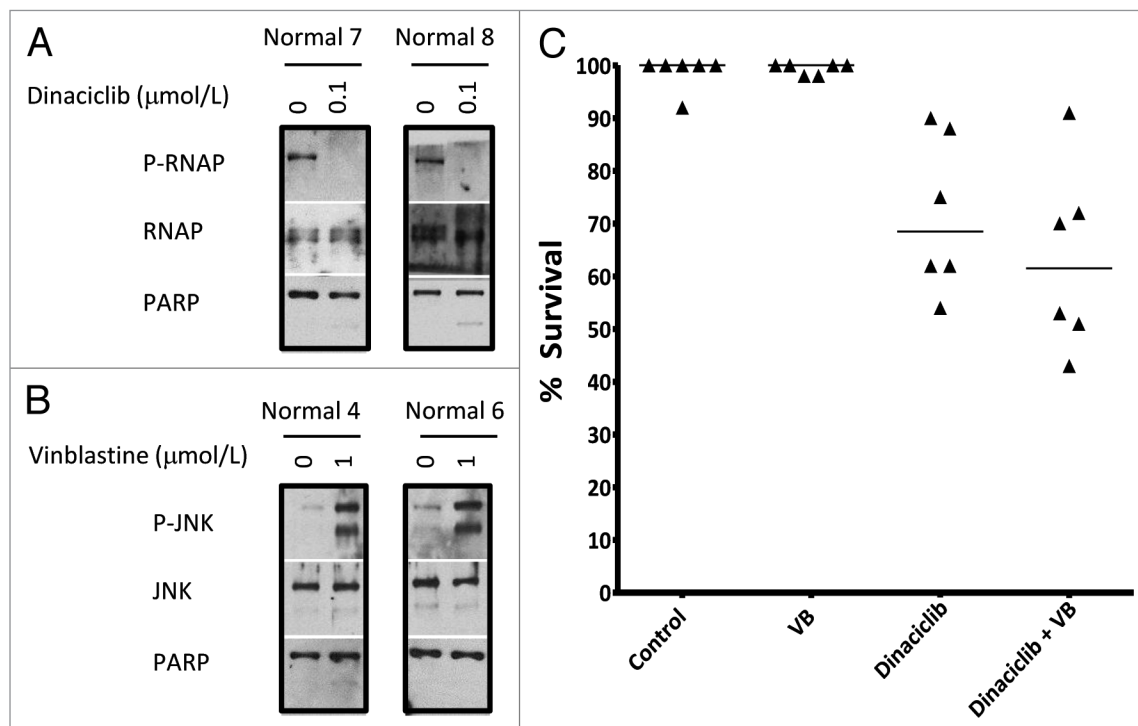 A
Normal 7 Normal 8
Dinaciclib (μmol/L) 0 0.1 0 0.1
P-RNAP
RNAP
PARP
B
Normal 4 Normal 6
Vinblastine (μmol/L) 0 1 0 1
P-JNK
JNK
PARP
C
% Survival
100
90
80
70
60
50
40
30
20
10
0
Control
VB
Dinaciclib
Dinaciclib + VB